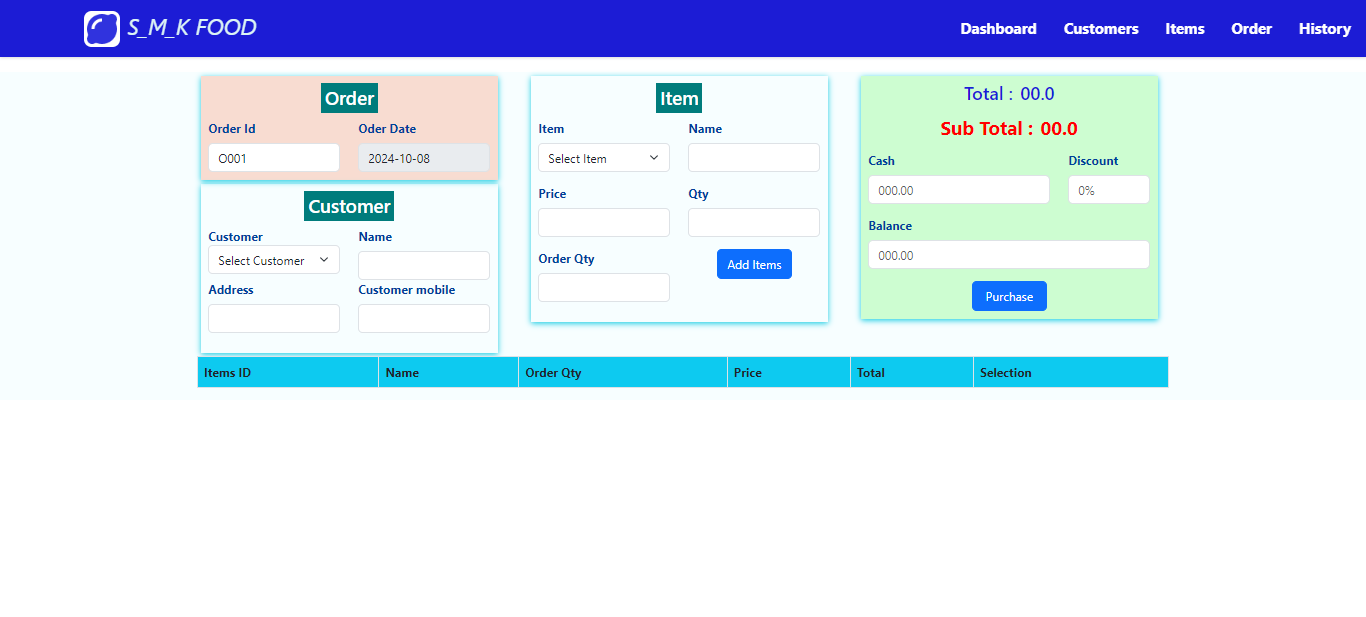 S_M_K FOOD
Dashboard Customers Items Order History
Order
Order Id Oder Date
O001 2024-10-08
Customer
Customer Name
Select Customer
Address Customer mobile
Item
Item Name
Select Item
Price Qty
Order Qty
Add Items
Total : 00.0
Sub Total : 00.0
Cash Discount
000.00 0%
Balance
000.00
Purchase
Items ID Name Order Qty Price Total Selection